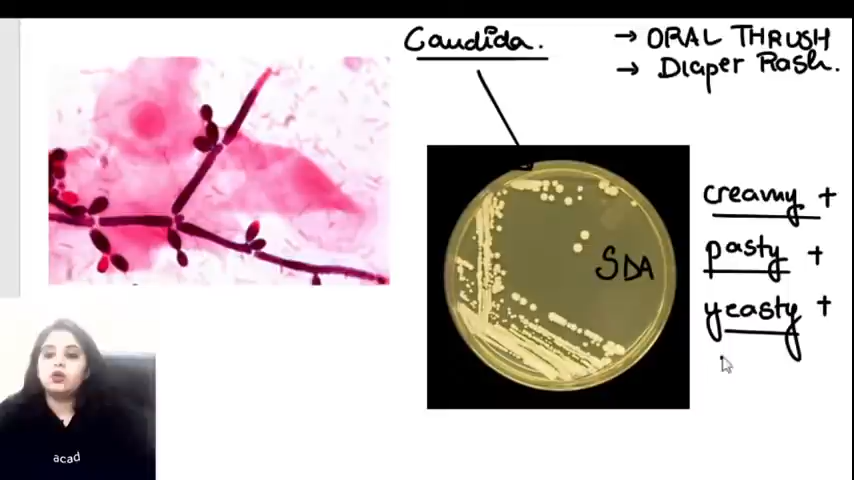 Candida.
→ ORAL THRUSH
→ Diaper Rash.
SDA
creamy +
pasty +
yeasty +
acad